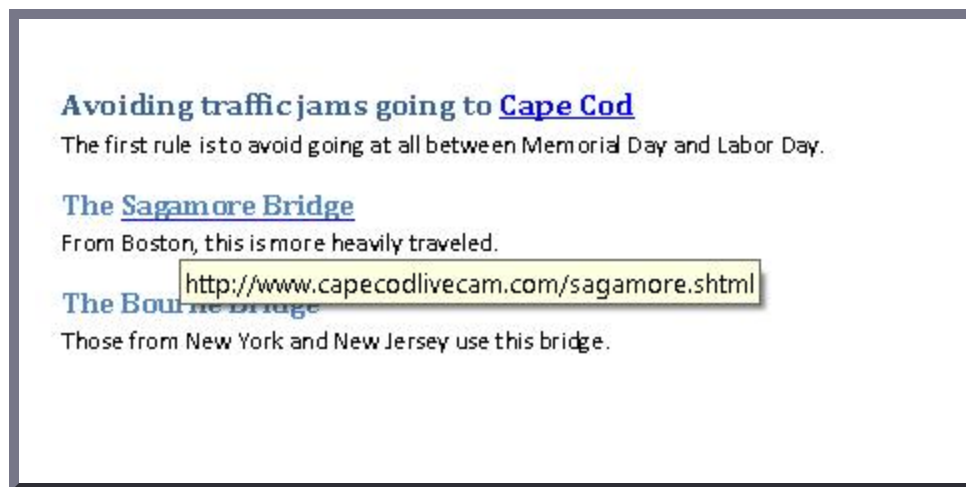 Avoiding traffic jams going to Cape Cod
The first rule is to avoid going at all between Memorial Day and Labor Day.
The Sagamore Bridge
From Boston, this is more heavily traveled.
http://www.capecodlivecam.com/sagamore.shtml
The Bourne Bridge
Those from New York and New Jersey use this bridge.